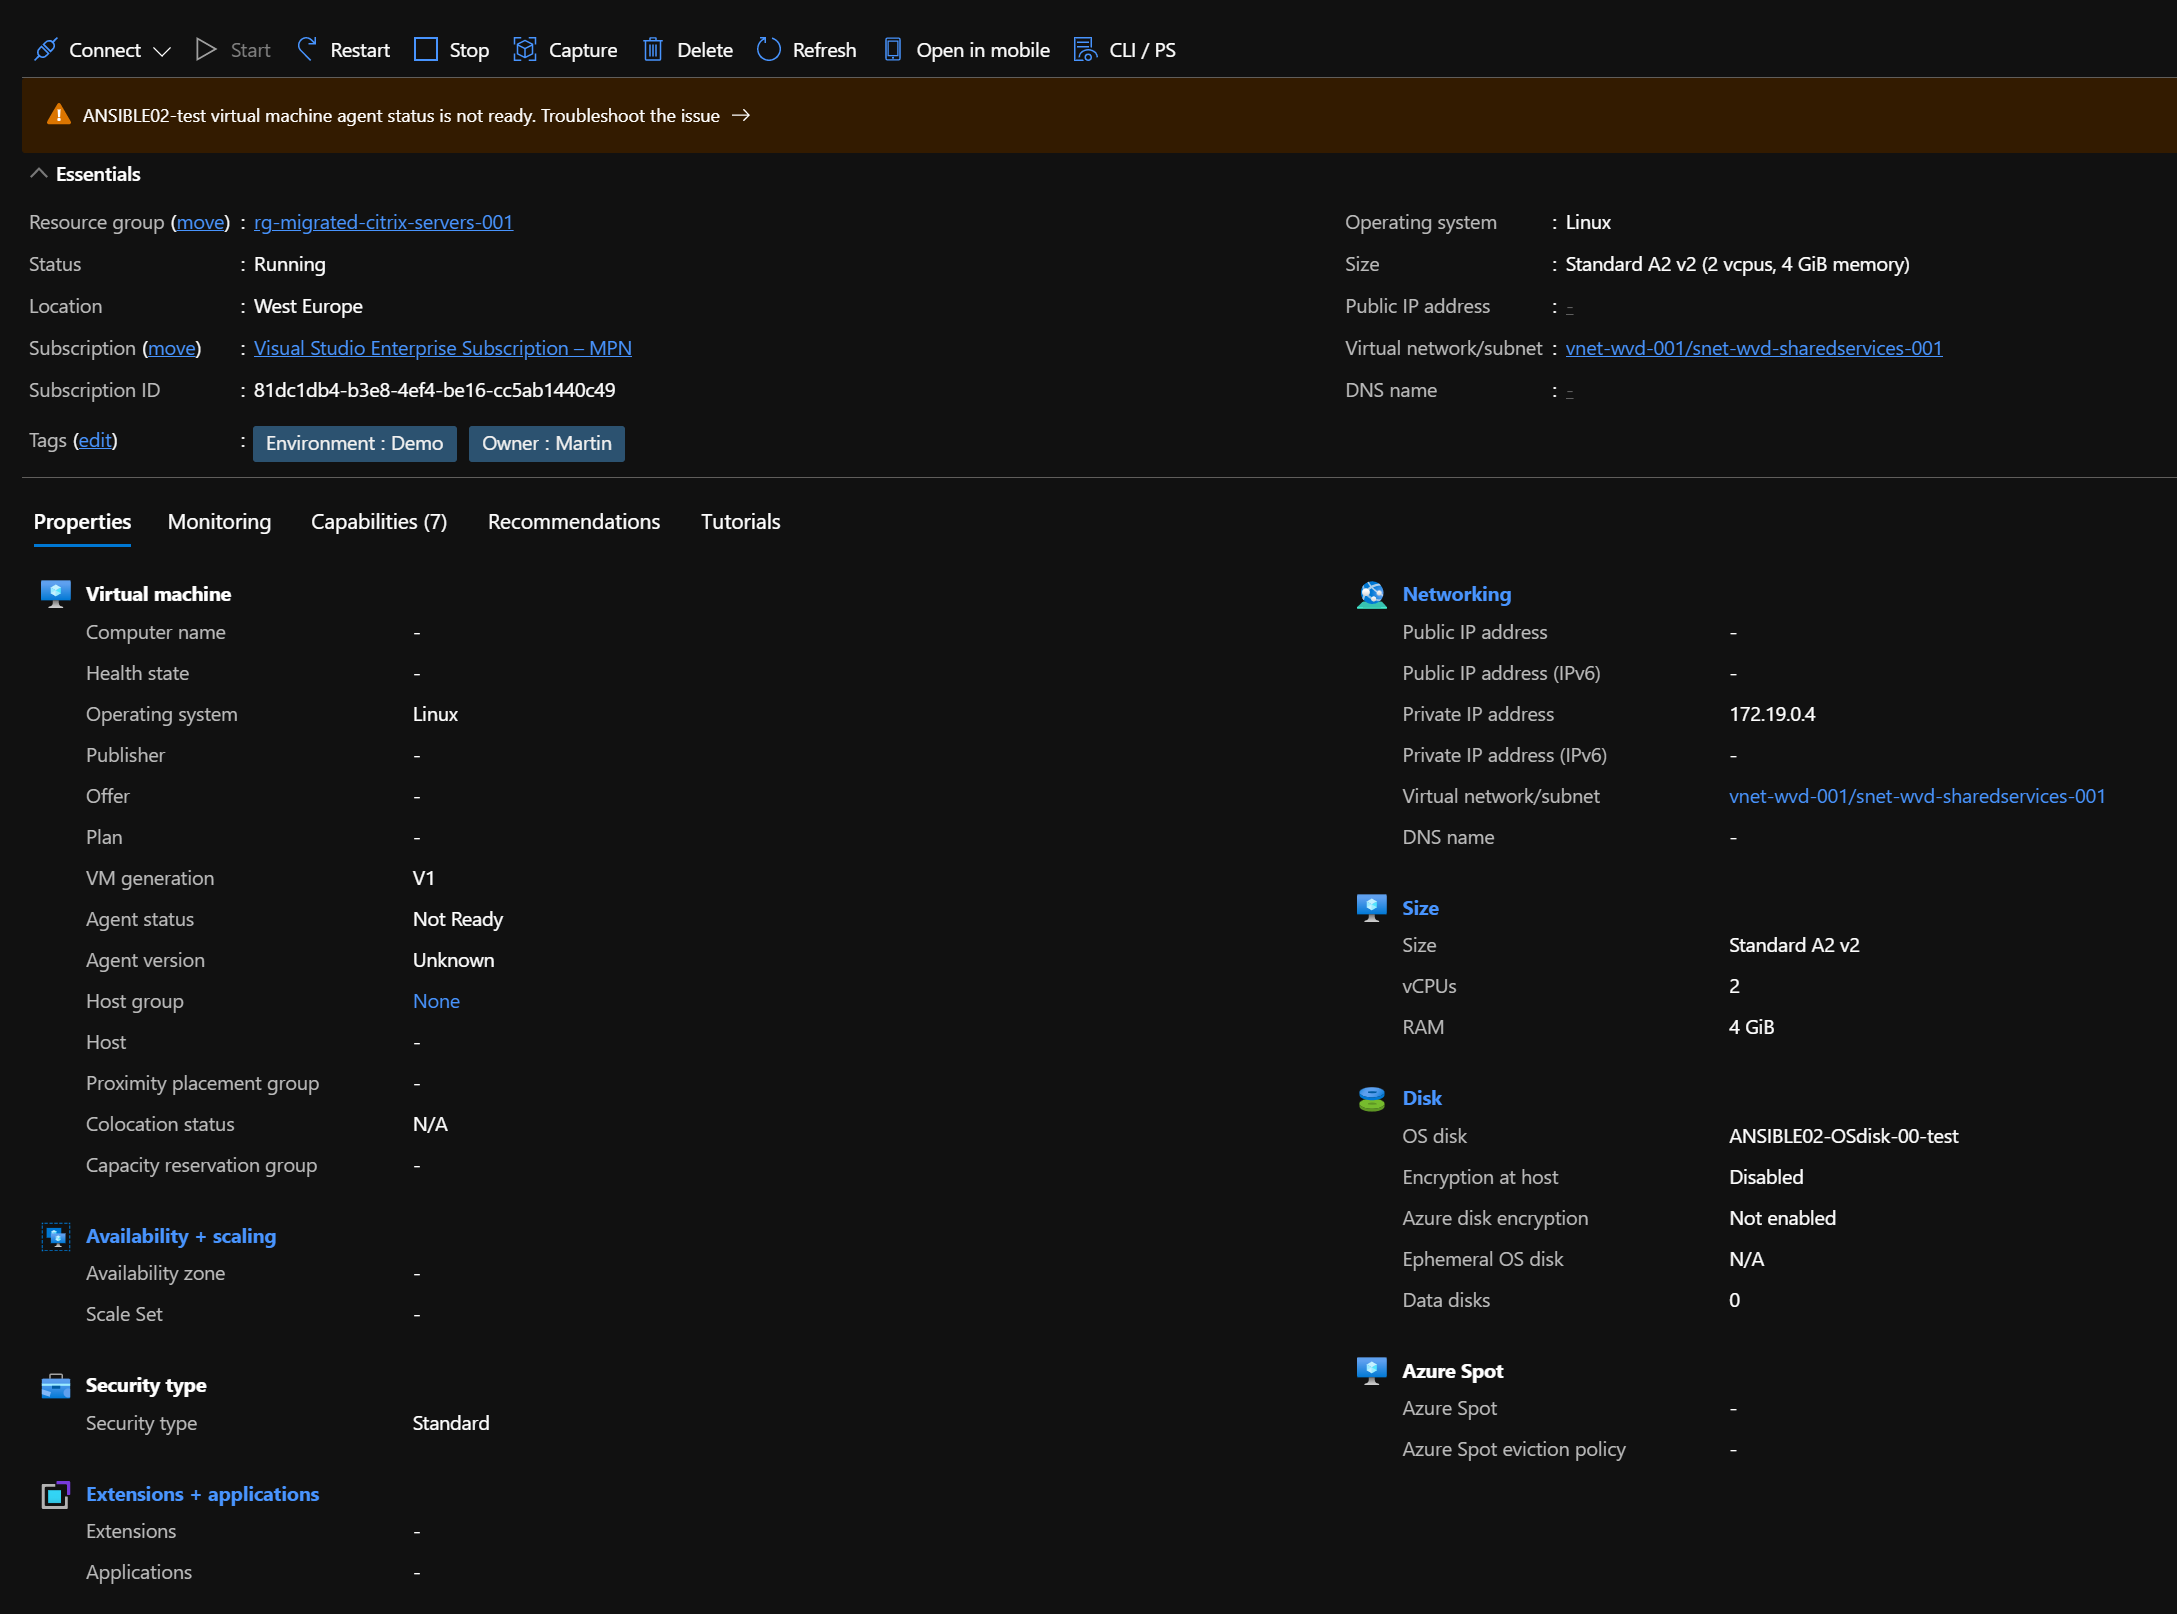 Connect Start Restart Stop Capture Delete Refresh Open in mobile CLI / PS
ANSIBLE02-test virtual machine agent status is not ready. Troubleshoot the issue →
Essentials
Resource group (move) : rg-migrated-citrix-servers-001
Status : Running
Location : West Europe
Subscription (move) : Visual Studio Enterprise Subscription – MPN
Subscription ID : 81dc1db4-b3e8-4ef4-be16-cc5ab1440c49
Tags (edit) : Environment : Demo Owner : Martin
Operating system : Linux
Size : Standard A2 v2 (2 vcpus, 4 GiB memory)
Public IP address : -
Virtual network/subnet : vnet-wvd-001/snet-wvd-sharedservices-001
DNS name : -
Properties Monitoring Capabilities (7) Recommendations Tutorials
Virtual machine
Computer name -
Health state -
Operating system Linux
Publisher -
Offer -
Plan -
VM generation V1
Agent status Not Ready
Agent version Unknown
Host group None
Host -
Proximity placement group -
Colocation status N/A
Capacity reservation group -
Availability + scaling
Availability zone -
Scale Set -
Security type
Security type Standard
Extensions + applications
Extensions -
Applications -
Networking
Public IP address -
Public IP address (IPv6) -
Private IP address 172.19.0.4
Private IP address (IPv6) -
Virtual network/subnet vnet-wvd-001/snet-wvd-sharedservices-001
DNS name -
Size
Size Standard A2 v2
vCPUs 2
RAM 4 GiB
Disk
OS disk ANSIBLE02-OSdisk-00-test
Encryption at host Disabled
Azure disk encryption Not enabled
Ephemeral OS disk N/A
Data disks 0
Azure Spot
Azure Spot -
Azure Spot eviction policy -